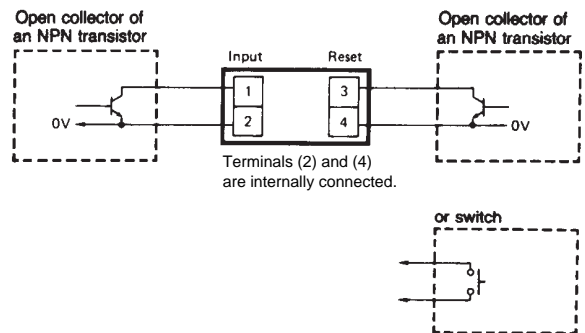 Open collector of
an NPN transistor
Open collector of
an NPN transistor
Input
Reset
1
3
0V
2
4
0V
Terminals (2) and (4)
are internally connected.
or switch